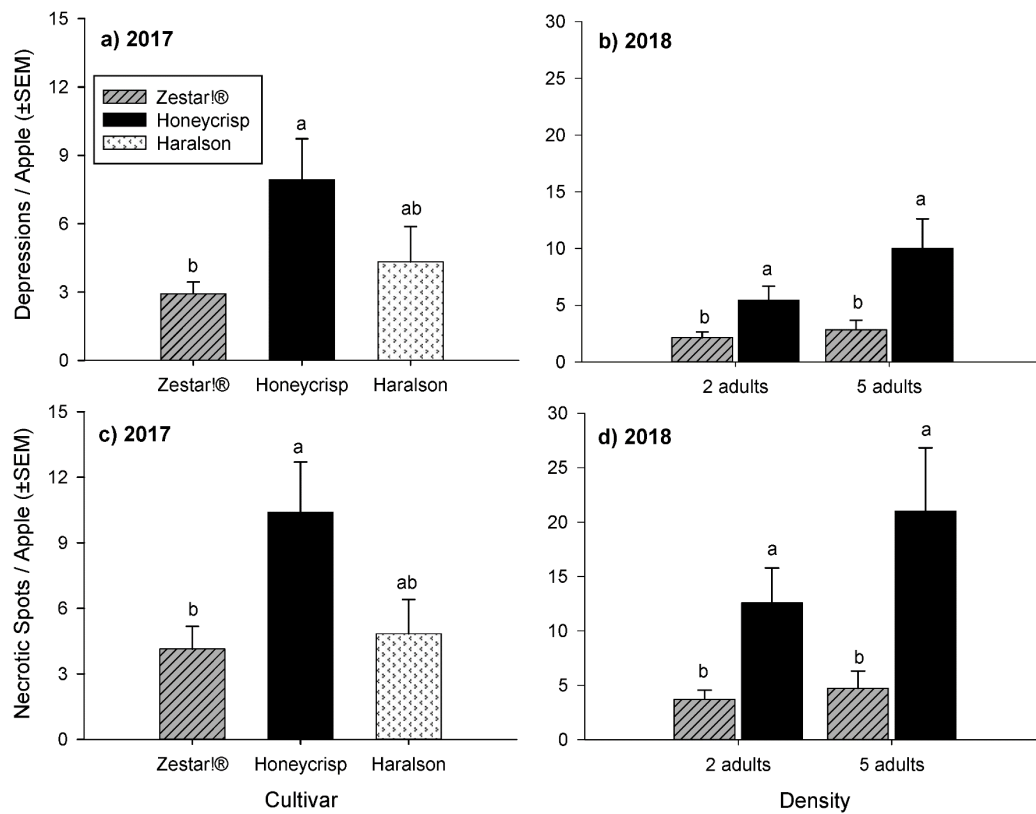 a) 2017
Zestar!®
Honeycrisp
Haralson
Depressions / Apple (±SEM)
15
12
9
6
3
0
b
a
ab
Zestar!®
Honeycrisp
Haralson
b) 2018
30
25
20
15
10
5
0
b
a
b
a
2 adults
5 adults
c) 2017
Necrotic Spots / Apple (±SEM)
15
12
9
6
3
0
b
a
ab
Zestar!®
Honeycrisp
Haralson
Cultivar
d) 2018
30
25
20
15
10
5
0
b
a
b
a
2 adults
5 adults
Density